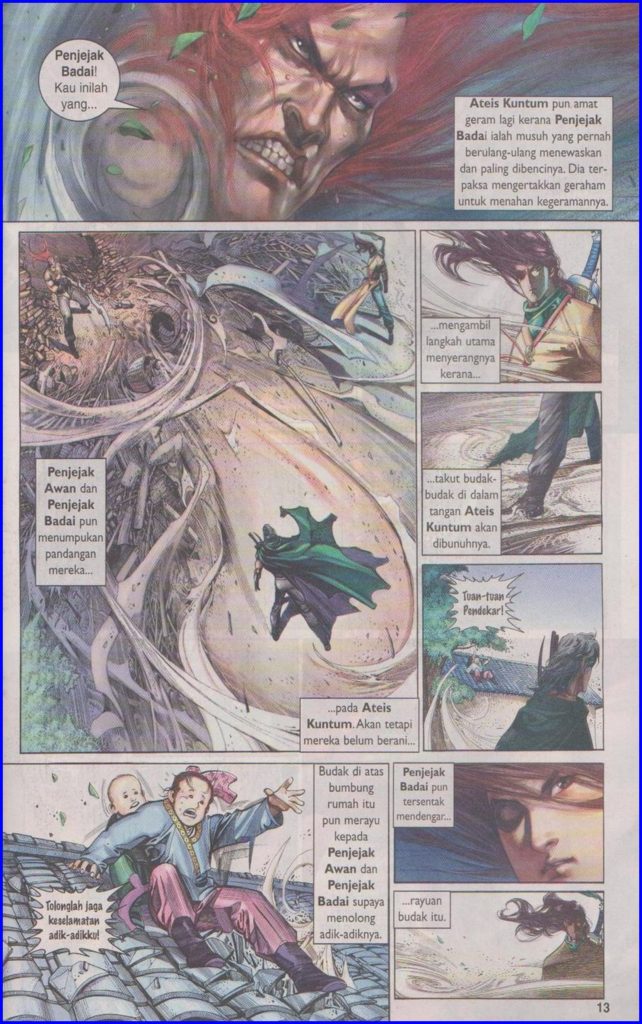 Penjejak
Badai!
Kau inilah
yang...
Ateis Kuntum pun amat
geram lagi kerana Penjejak
Badai ialah musuh yang pernah
berulang-ulang menewaskan
dan paling dibencinya. Dia ter-
paksa mengertakkan geraham
untuk menahan kegeramannya.
Penjejak
Awan dan
Penjejak
Badai pun
menumpukan
pandangan
mereka...
...pada Ateis
Kuntum. Akan tetapi
mereka belum berani...
...mengambil
langkah utama
menyerangnya
kerana...
...takut budak-
budak di dalam
tangan Ateis
Kuntum akan
dibunuhnya.
Tuan-tuan
Pendekar!
Tolonglah jaga
keselamatan
adik-adikku!
Budak di atas
bumbung
rumah itu
pun merayu
kepada
Penjejak
Awan dan
Penjejak
Badai supaya
menolong
adik-adiknya.
Penjejak
Badai pun
tersentak
mendengar...
...rayuan
budak itu.
13